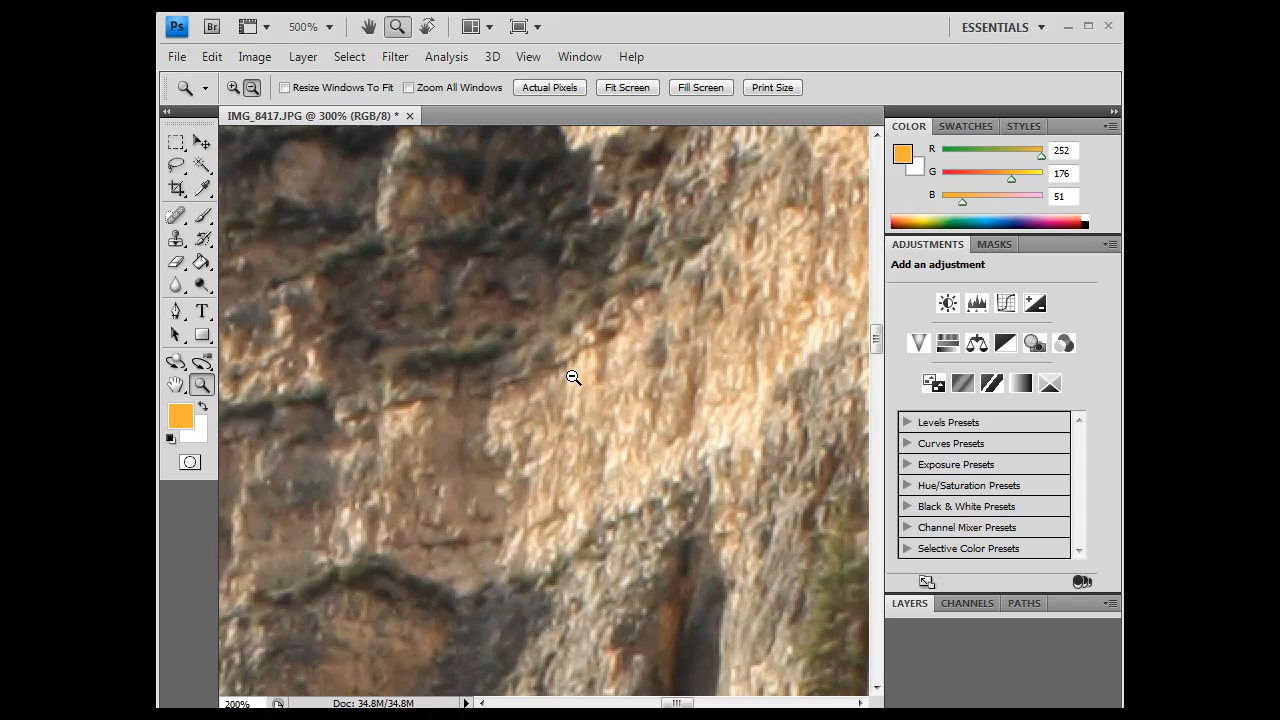 Ps Br 500% ESSENTIALS
File Edit Image Layer Select Analysis Filter 3D View Window Help
Resize Windows To Fit Zoom All Windows Actual Pixels Fit Screen Fill Screen Print Size
IMG_8417.JPG @ 300% (RGB/8) *
COLOR SWATCHES STYLES
R 252
G 176
B 51
ADJUSTMENTS MASKS
Add an adjustment
Levels Presets
Curves Presets
Exposure Presets
Hue/Saturation Presets
Black & White Presets
Channel Mixer Presets
Selective Color Presets
LAYERS CHANNELS PATHS
200% Doc: 34.8M/34.8M